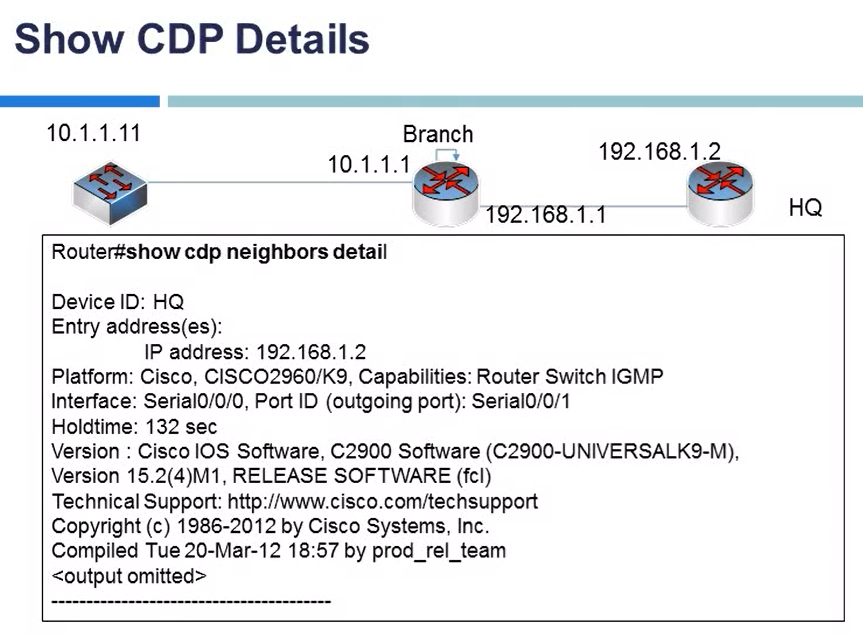 Show CDP Details
10.1.1.11
Branch
10.1.1.1
192.168.1.2
192.168.1.1
HQ
Router#show cdp neighbors detail
Device ID: HQ
Entry address(es):
IP address: 192.168.1.2
Platform: Cisco, CISCO2960/K9, Capabilities: Router Switch IGMP
Interface: Serial0/0/0, Port ID (outgoing port): Serial0/0/1
Holdtime: 132 sec
Version : Cisco IOS Software, C2900 Software (C2900-UNIVERSALK9-M),
Version 15.2(4)M1, RELEASE SOFTWARE (fcl)
Technical Support: http://www.cisco.com/techsupport
Copyright (c) 1986-2012 by Cisco Systems, Inc.
Compiled Tue 20-Mar-12 18:57 by prod_rel_team
<output omitted>
----------------------------------------